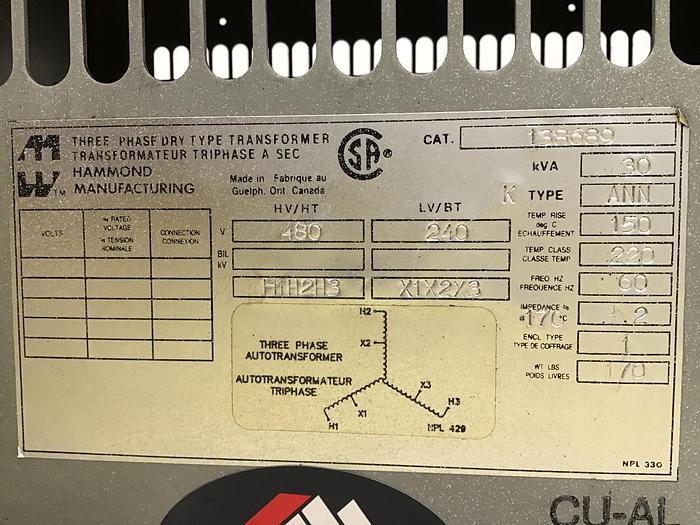 THREE PHASE DRY TYPE TRANSFORMER
TRANSFORMATEUR TRIPHASE A SEC
HAMMOND
MANUFACTURING
TM
Made in Fabrique au
Guelph, Ont. Canada
CSA ®
CAT. 138689
kVA 30
K TYPE ANN
TEMP RISE
deg C
ECHAUFFEMENT
150
TEMP CLASS
CLASSE TEMP
220
FREQ HZ
FREQUENCE HZ
60
IMPEDANCE %
@ 170 °C
ENCL TYPE
TYPE DE COFFRAGE
1
WT LBS
POIDS LIVRES
170
HV/HT LV/BT
V 480 240
BIL
kV
H1H2H3 X1X2X3
VOLTS
% RATED
VOLTAGE
% TENSION
NOMINALE
CONNECTION
CONNEXION
THREE PHASE
AUTOTRANSFORMER
AUTOTRANSFORMATEUR
TRIPHASE
H2
X2
X3
H3
X1
H1
NPL 429
NPL 330
CU-AL